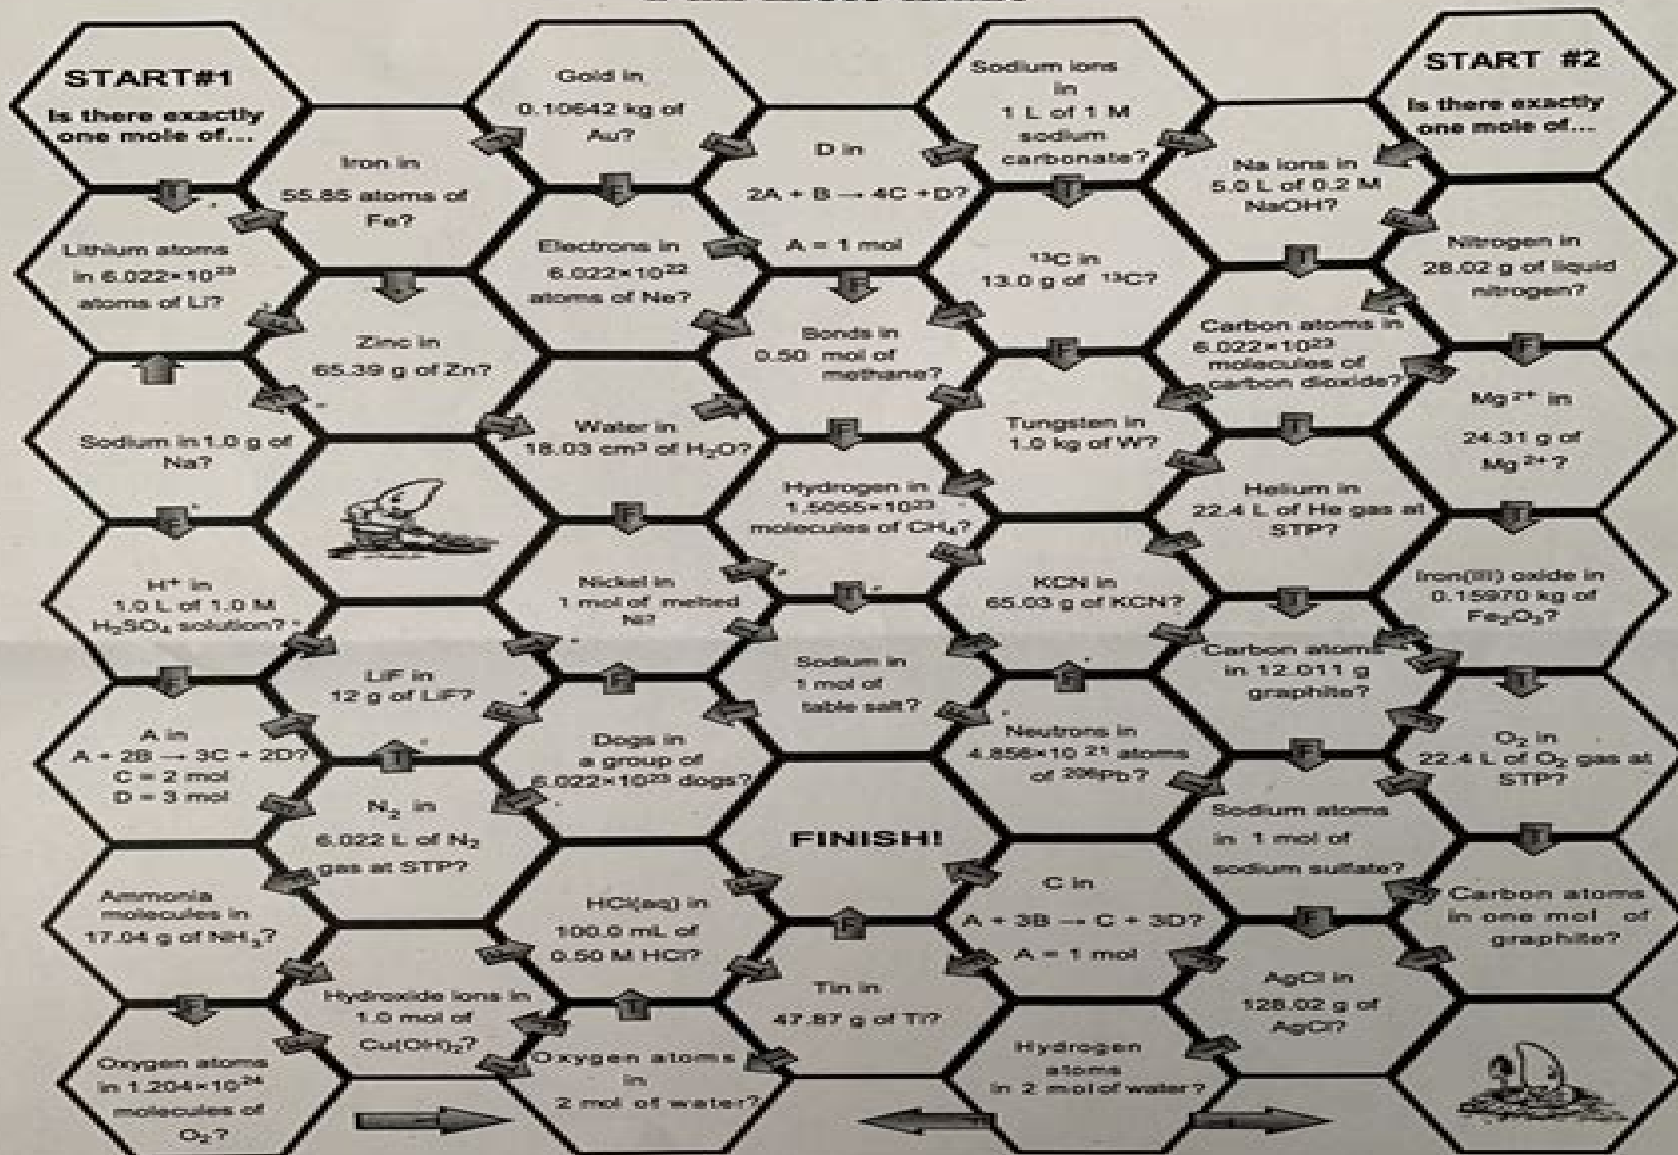 START#1
Is there exactly
one mole of...
Lithium atoms
in 6.022×10²³
atoms of Li?
Sodium in 1.0 g of
Na?
H⁺ in
1.0 L of 1.0 M
H₂SO₄ solution?
A in
A + 2B → 3C + 2D?
C = 2 mol
D = 3 mol
Ammonia
molecules in
17.04 g of NH₃?
Oxygen atoms
in 1.204×10²⁴
molecules of
O₂?
Iron in
55.85 atoms of
Fe?
Zinc in
65.39 g of Zn?
LiF in
12 g of LiF?
N₂ in
6.022 L of N₂
gas at STP?
Hydroxide ions in
1.0 mol of
Cu(OH)₂?
Gold in
0.10642 kg of
Au?
Electrons in
6.022×10²²
atoms of Ne?
Water in
18.03 cm³ of H₂O?
Nickel in
1 mol of melted
Ni?
Dogs in
a group of
6.022×10²³ dogs?
HCl(aq) in
100.0 mL of
0.50 M HCl?
Oxygen atoms
in
2 mol of water?
D in
2A + B → 4C +D?
A = 1 mol
Bonds in
0.50 mol of
methane?
Hydrogen in
1.5055×10²³
molecules of CH₄?
Sodium in
1 mol of
table salt?
FINISH!
Tin in
47.87 g of Ti?
Sodium ions
in
1 L of 1 M
sodium
carbonate?
¹³C in
13.0 g of ¹³C?
Tungsten in
1.0 kg of W?
KCN in
65.03 g of KCN?
Neutrons in
4.856×10²¹ atoms
of ²⁰⁶Pb?
C in
A + 3B → C + 3D?
A = 1 mol
Hydrogen
atoms
in 2 mol of water?
Na ions in
5.0 L of 0.2 M
NaOH?
Carbon atoms in
6.022×10²³
molecules of
carbon dioxide?
Helium in
22.4 L of He gas at
STP?
Carbon atoms
in 12.011 g
graphite?
Sodium atoms
in 1 mol of
sodium sulfate?
AgCl in
128.02 g of
AgCl?
START #2
Is there exactly
one mole of...
Nitrogen in
28.02 g of liquid
nitrogen?
Mg²⁺ in
24.31 g of
Mg²⁺?
Iron(III) oxide in
0.15970 kg of
Fe₂O₃?
O₂ in
22.4 L of O₂ gas at
STP?
Carbon atoms
in one mol of
graphite?